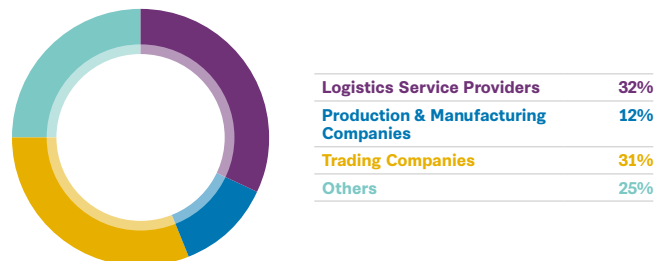 Logistics Service Providers 32%
Production & Manufacturing 12%
Companies
Trading Companies 31%
Others 25%